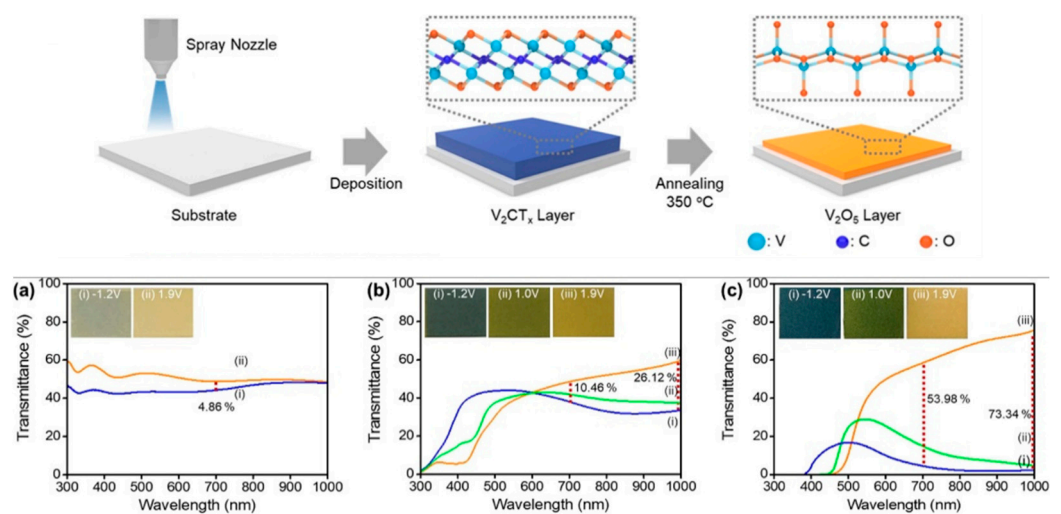 Spray Nozzle
Substrate
Deposition
V₂CTₓ Layer
Annealing
350 °C
V₂O₅ Layer
: V
: C
: O
(a)
Transmittance (%)
100
80
60
40
20
0
(i) -1.2V
(ii) 1.9V
(ii)
(i)
4.86 %
300 400 500 600 700 800 900 1000
Wavelength (nm)
(b)
Transmittance (%)
100
80
60
40
20
0
(i) -1.2V
(ii) 1.0V
(iii) 1.9V
(iii)
10.46 %
26.12 %
(ii)
(i)
300 400 500 600 700 800 900 1000
Wavelength (nm)
(c)
Transmittance (%)
100
80
60
40
20
0
(i) -1.2V
(ii) 1.0V
(iii) 1.9V
(iii)
53.98 %
73.34 %
(ii)
(i)
300 400 500 600 700 800 900 1000
Wavelength (nm)